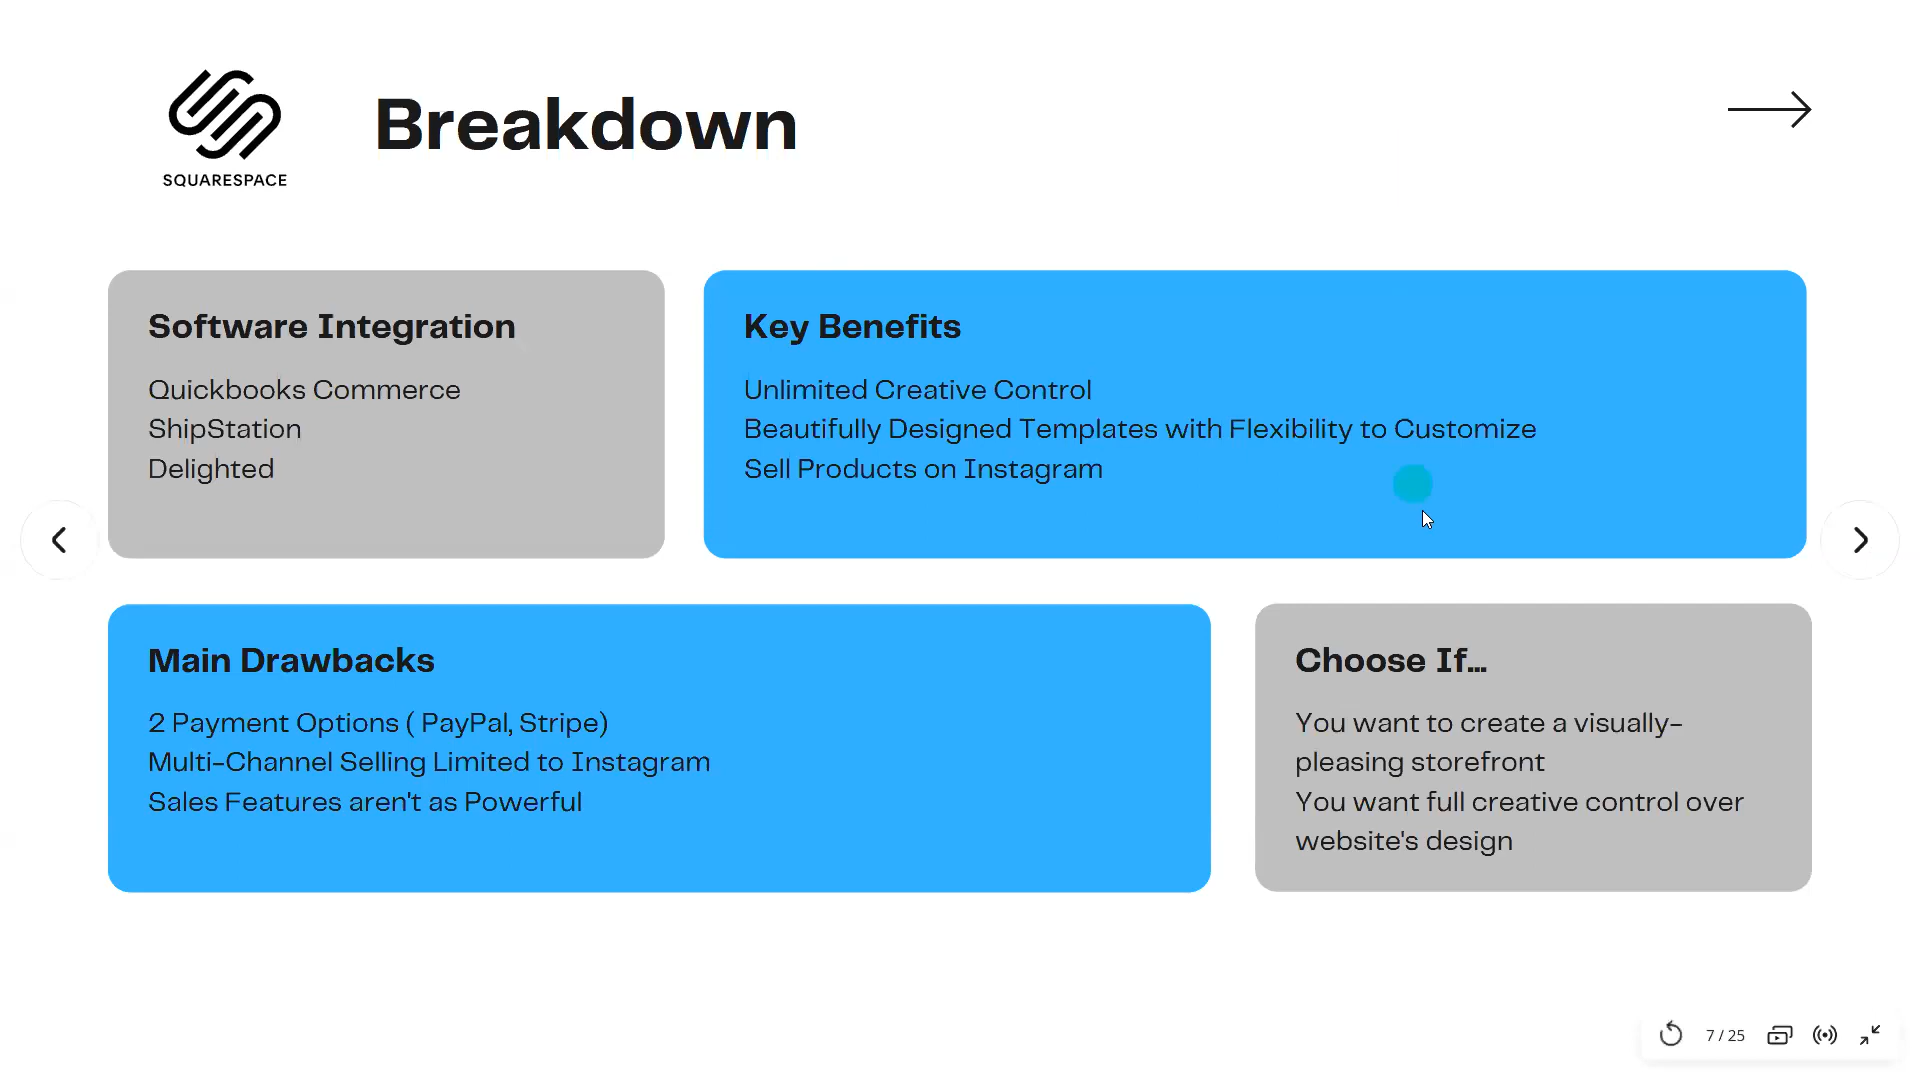 SQUARESPACE
Breakdown
Software Integration
Quickbooks Commerce
ShipStation
Delighted
Key Benefits
Unlimited Creative Control
Beautifully Designed Templates with Flexibility to Customize
Sell Products on Instagram
Main Drawbacks
2 Payment Options ( PayPal, Stripe)
Multi-Channel Selling Limited to Instagram
Sales Features aren't as Powerful
Choose If...
You want to create a visually-
pleasing storefront
You want full creative control over
website's design
7 / 25